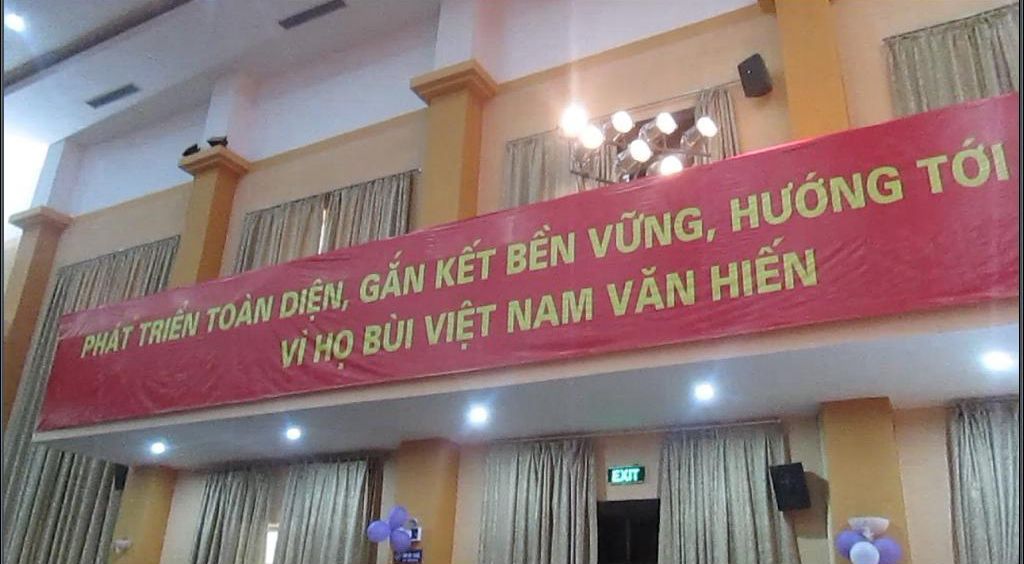 PHÁT TRIỂN TOÀN DIỆN, GẮN KẾT BỀN VỮNG, HƯỚNG TỚI
VÌ HỌ BÙI VIỆT NAM VĂN HIẾN
EXIT